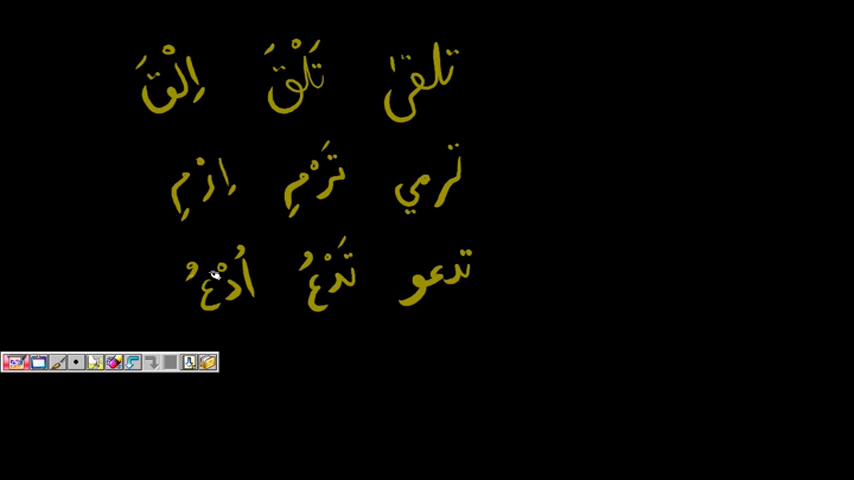 تلقىٰ تَلْقَ اِلْقَ
ترمي تَرْمِ اِرْمِ
تدعو تَدْعُ اُدْعُ